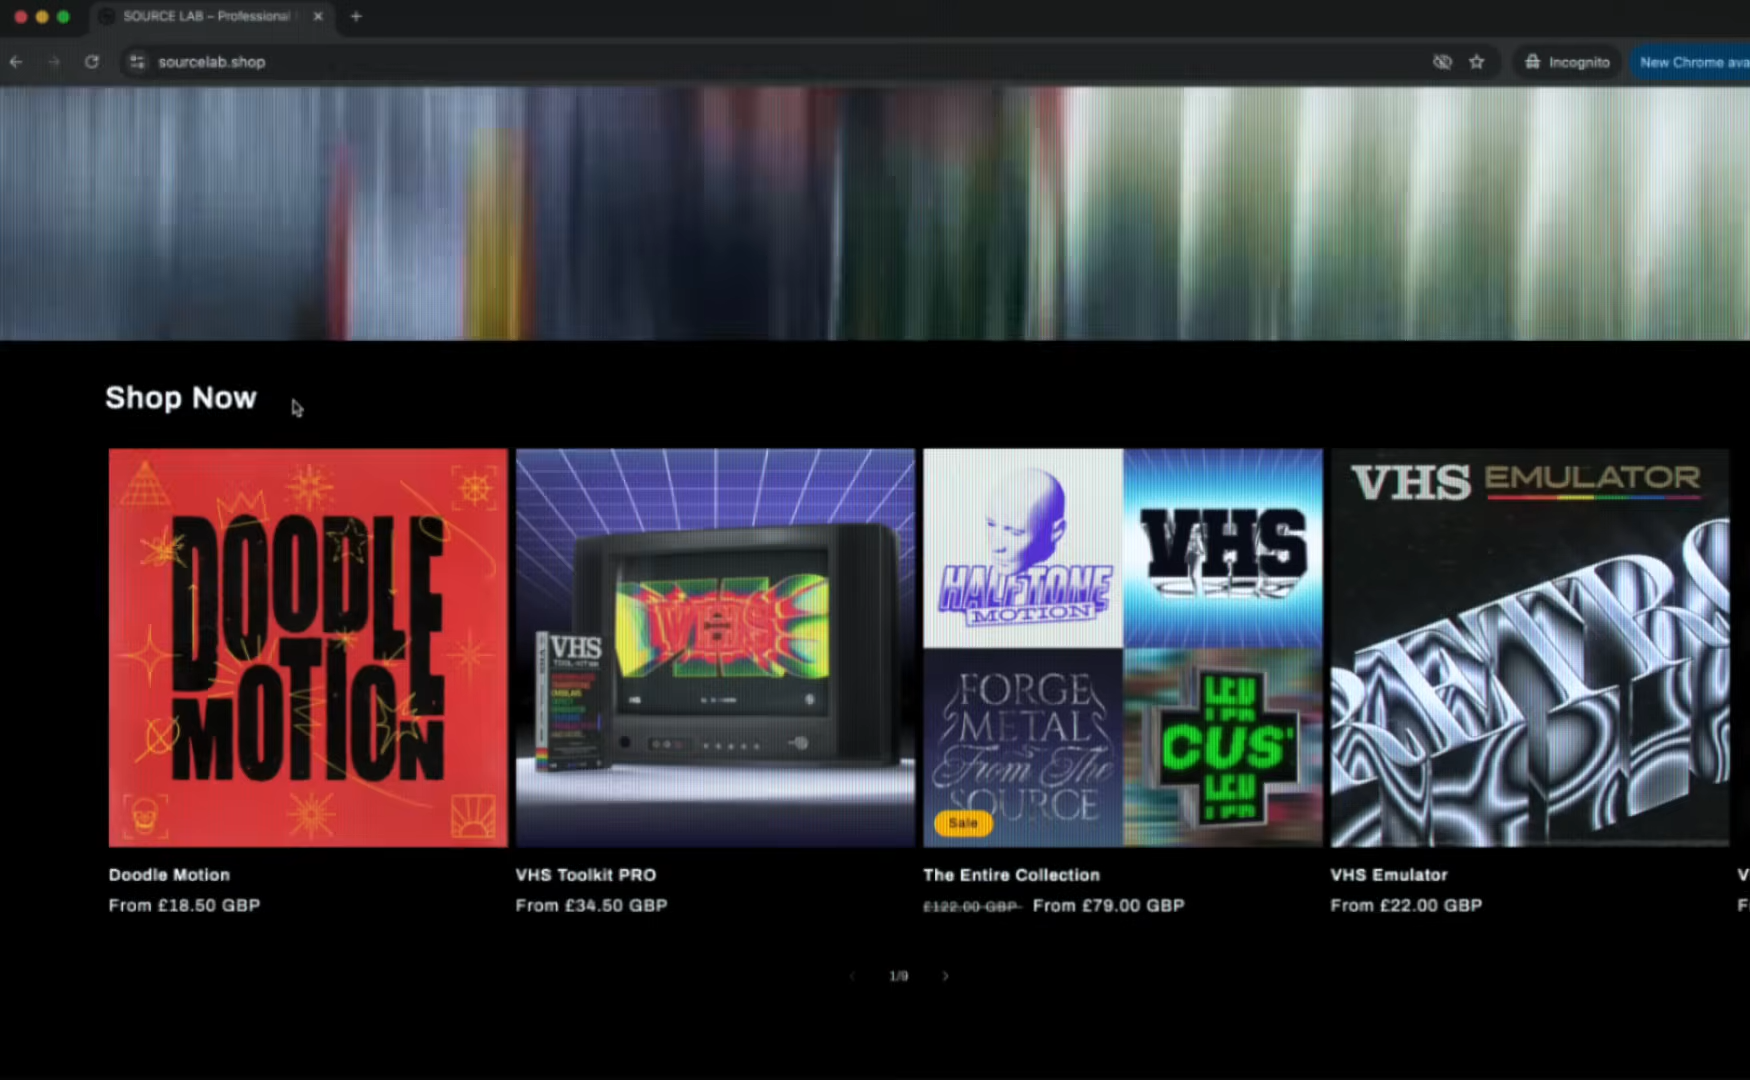 SOURCE LAB – Professional
sourcelab.shop
Incognito
New Chrome ava
Shop Now
DOODLE
MOTION
VHS
VHS
HALFTONE
MOTION
VHS
FORGE
METAL
From The
SOURCE
Sale
CUS
VHS EMULATOR
RETRO
Doodle Motion
From £18.50 GBP
VHS Toolkit PRO
From £34.50 GBP
The Entire Collection
£122.00 GBP From £79.00 GBP
VHS Emulator
From £22.00 GBP
V
F
1/9